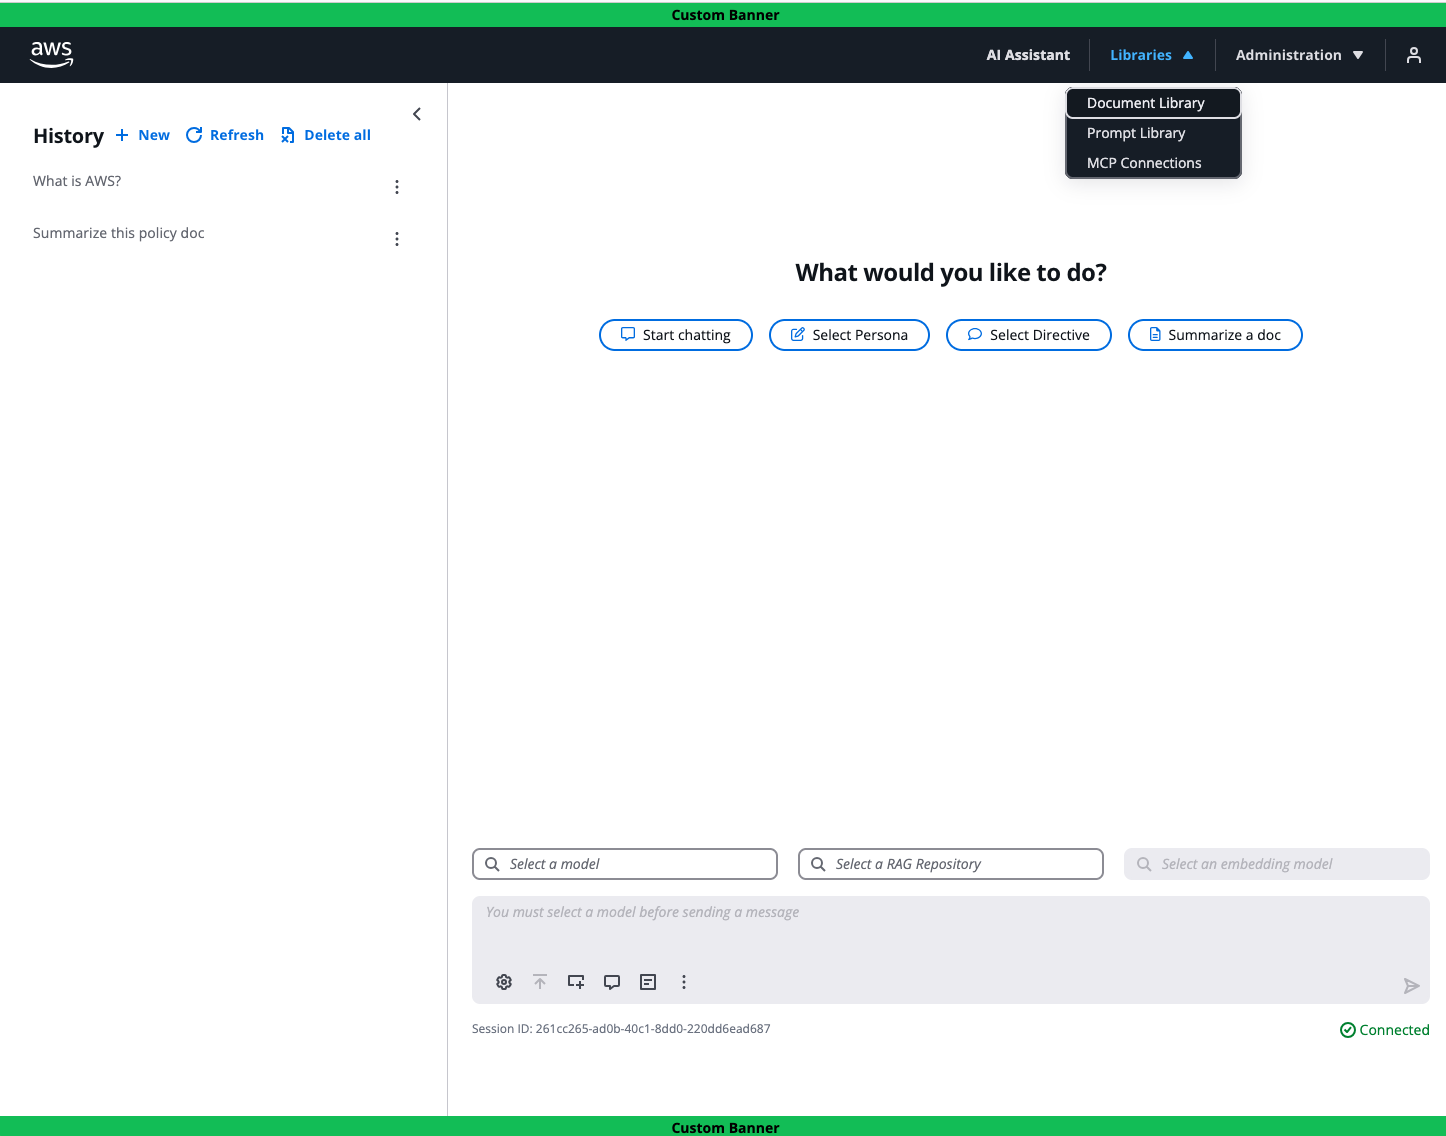 Custom Banner
aws
AI Assistant
Libraries
Administration
Document Library
Prompt Library
MCP Connections
History
New
Refresh
Delete all
What is AWS?
Summarize this policy doc
What would you like to do?
Start chatting
Select Persona
Select Directive
Summarize a doc
Select a model
Select a RAG Repository
Select an embedding model
You must select a model before sending a message
Session ID: 261cc265-ad0b-40c1-8dd0-220dd6ead687
Connected
Custom Banner